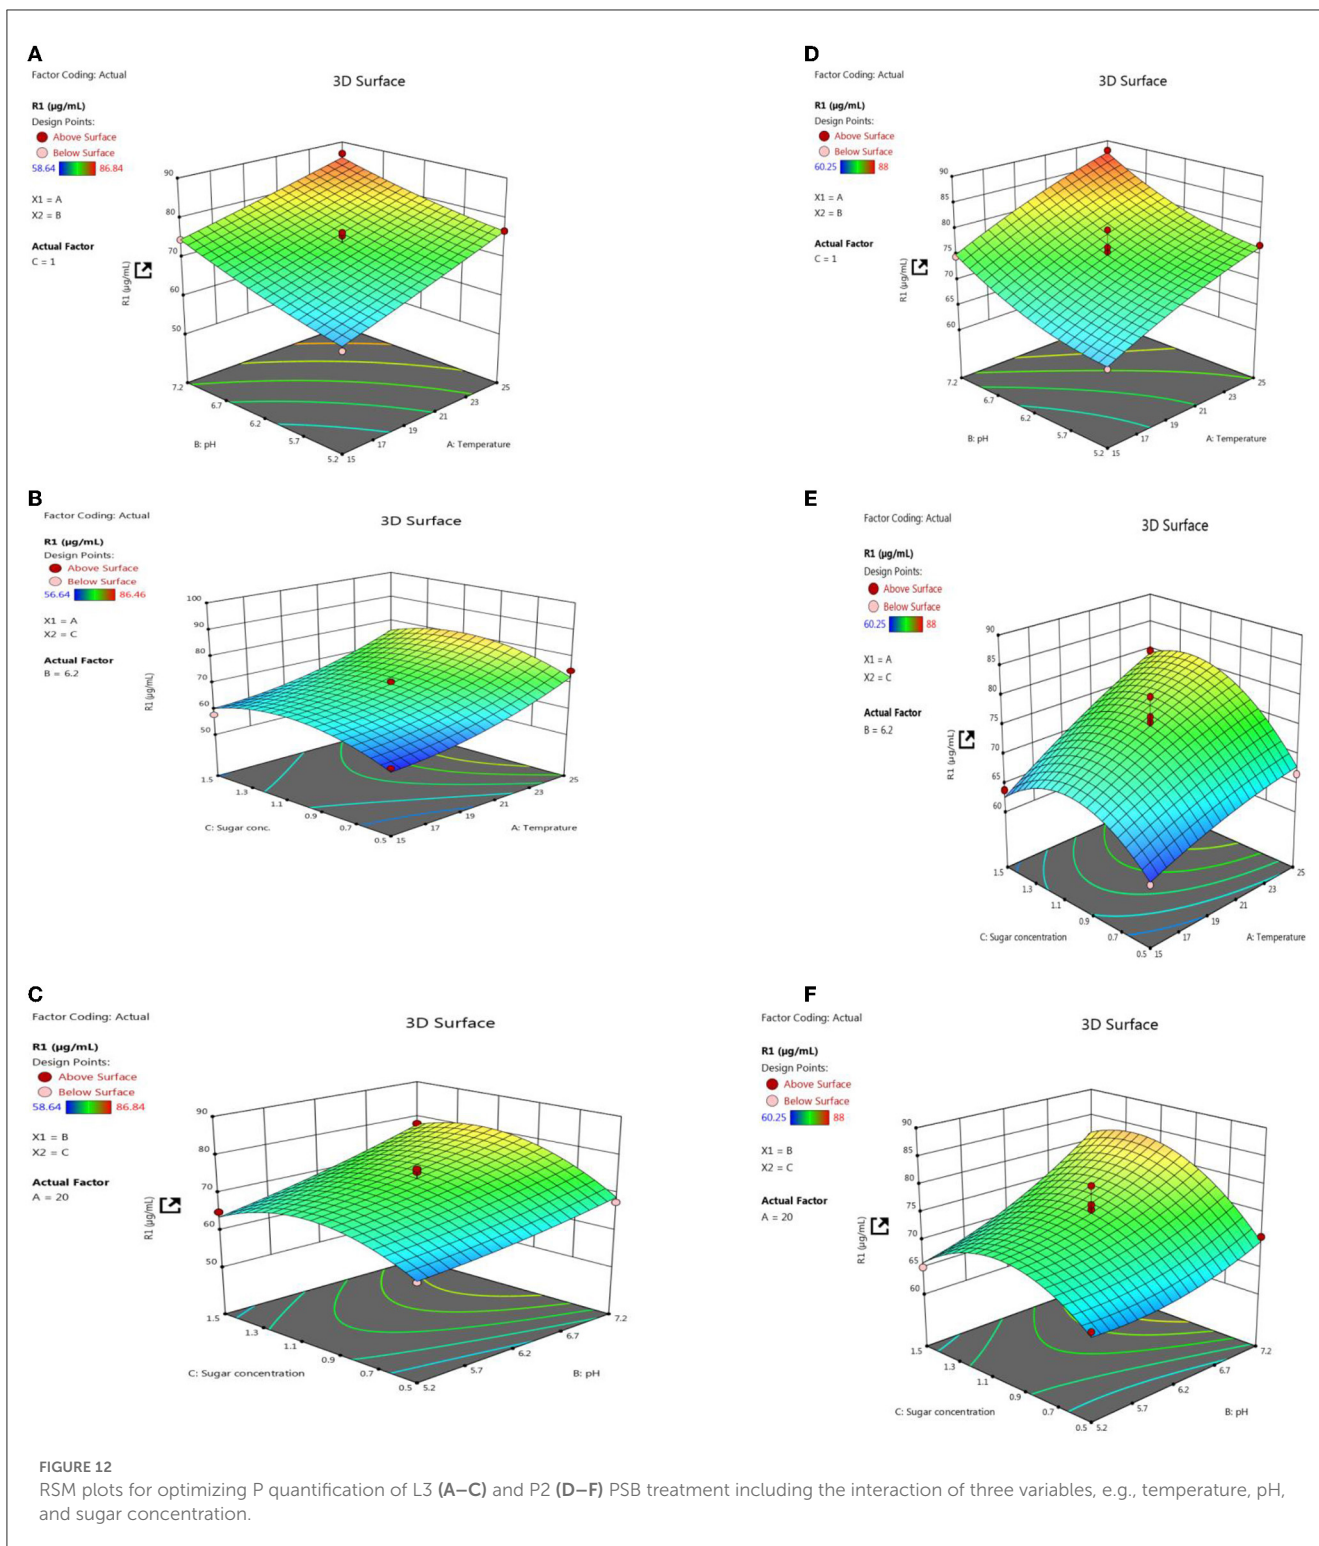 A
Factor Coding: Actual
3D Surface
R1 (µg/mL)
Design Points:
Above Surface
Below Surface
58.64 86.84
X1 = A
X2 = B
Actual Factor
C = 1
R1 (µg/mL)
90
80
70
60
50
7.2
6.7
6.2
5.7
5.2
15
17
19
21
23
25
B: pH
A: Temperature
D
Factor Coding: Actual
3D Surface
R1 (µg/mL)
Design Points:
Above Surface
Below Surface
60.25 88
X1 = A
X2 = B
Actual Factor
C = 1
R1 (µg/mL)
90
85
80
75
70
65
60
7.2
6.7
6.2
5.7
5.2
15
17
19
21
23
25
B: pH
A: Temperature
B
Factor Coding: Actual
3D Surface
R1 (µg/mL)
Design Points:
Above Surface
Below Surface
56.64 86.46
X1 = A
X2 = C
Actual Factor
B = 6.2
R1 (µg/mL)
100
90
80
70
60
50
1.5
1.3
1.1
0.9
0.7
0.5
15
17
19
21
23
25
C: Sugar conc.
A: Temprature
E
Factor Coding: Actual
3D Surface
R1 (µg/mL)
Design Points:
Above Surface
Below Surface
60.25 88
X1 = A
X2 = C
Actual Factor
B = 6.2
R1 (µg/mL)
90
85
80
75
70
65
60
1.5
1.3
1.1
0.9
0.7
0.5
15
17
19
21
23
25
C: Sugar concentration
A: Temperature
C
Factor Coding: Actual
3D Surface
R1 (µg/mL)
Design Points:
Above Surface
Below Surface
58.64 86.84
X1 = B
X2 = C
Actual Factor
A = 20
R1 (µg/mL)
90
80
70
60
50
1.5
1.3
1.1
0.9
0.7
0.5
5.2
5.7
6.2
6.7
7.2
C: Sugar concentration
B: pH
F
Factor Coding: Actual
3D Surface
R1 (µg/mL)
Design Points:
Above Surface
Below Surface
60.25 88
X1 = B
X2 = C
Actual Factor
A = 20
R1 (µg/mL)
90
85
80
75
70
65
60
1.5
1.3
1.1
0.9
0.7
0.5
5.2
5.7
6.2
6.7
7.2
C: Sugar concentration
B: pH
FIGURE 12
RSM plots for optimizing P quantification of L3 (A–C) and P2 (D–F) PSB treatment including the interaction of three variables, e.g., temperature, pH,
and sugar concentration.